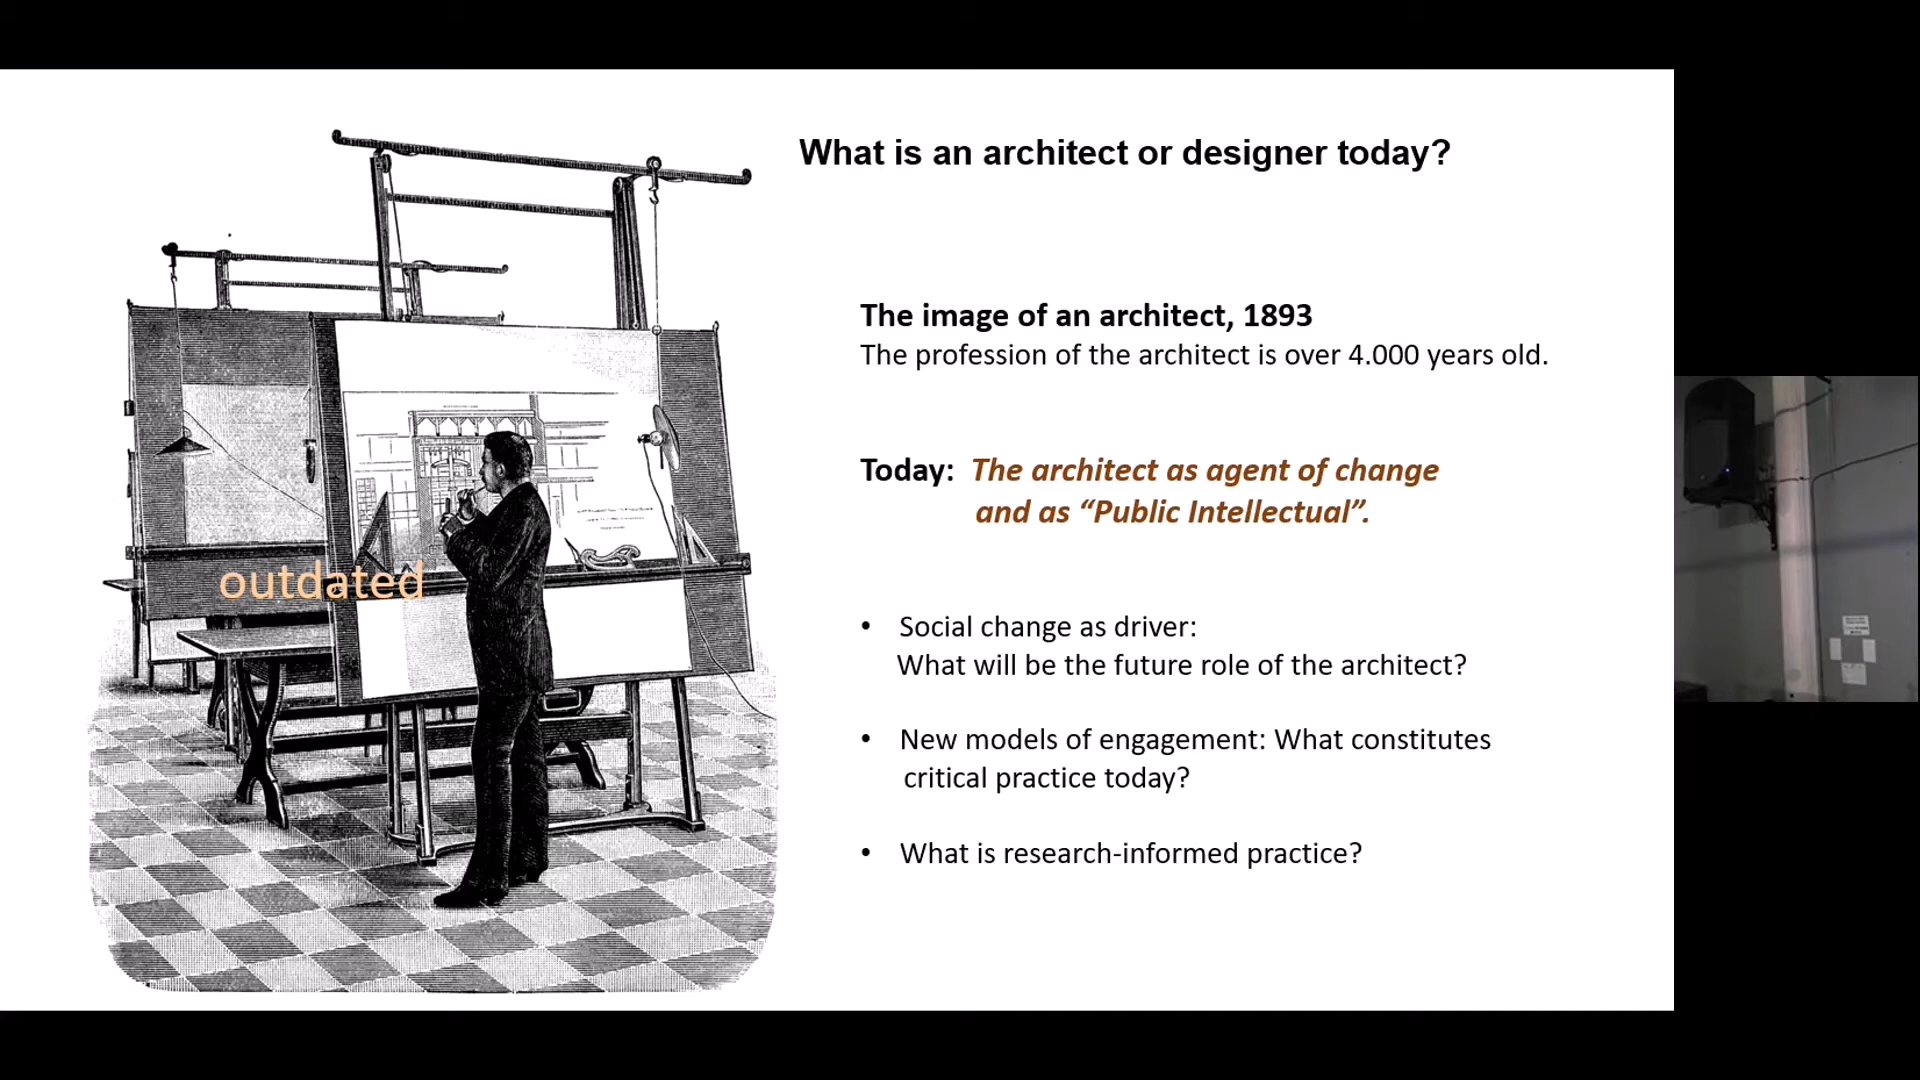 What is an architect or designer today?
The image of an architect, 1893
The profession of the architect is over 4.000 years old.
Today: The architect as agent of change
and as “Public Intellectual”.
outdated
• Social change as driver:
What will be the future role of the architect?
• New models of engagement: What constitutes
critical practice today?
• What is research-informed practice?